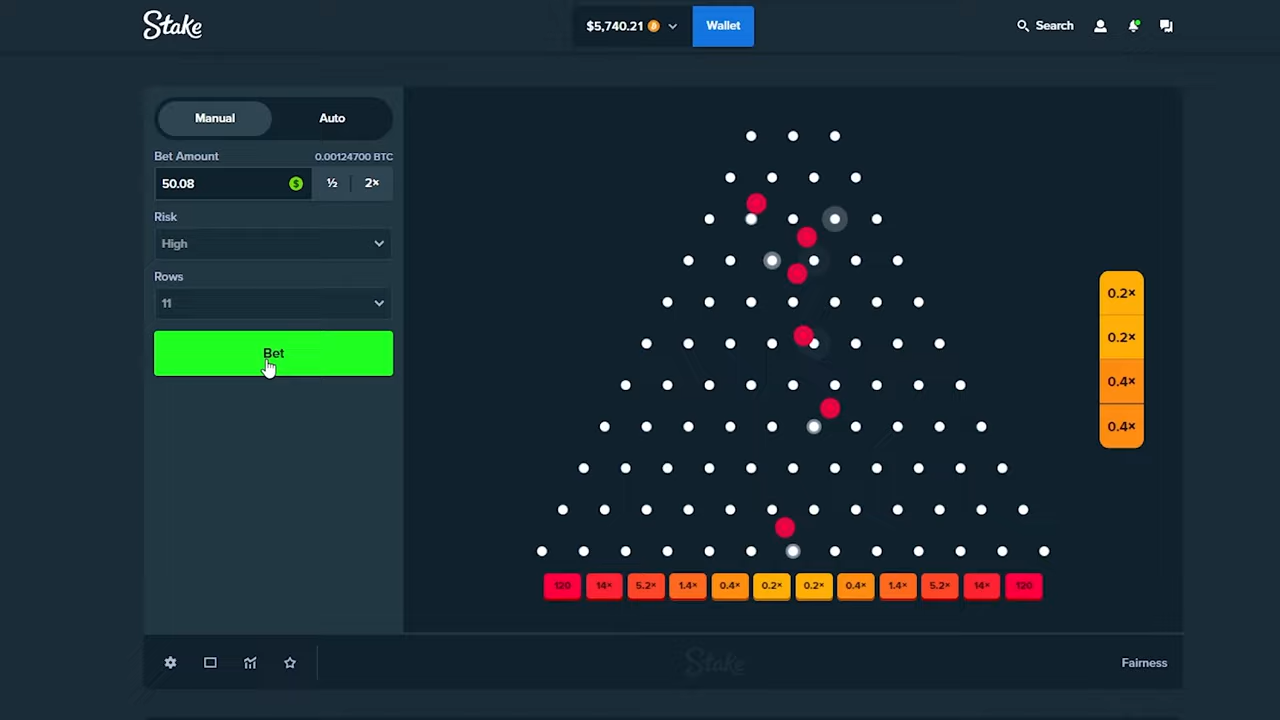 Stake
$5,740.21
Wallet
Search
Manual
Auto
Bet Amount
0.00124700 BTC
50.08
$
½
2×
Risk
High
Rows
11
Bet
0.2×
0.2×
0.4×
0.4×
120 14× 5.2× 1.4× 0.4× 0.2× 0.2× 0.4× 1.4× 5.2× 14× 120
Stake
Fairness